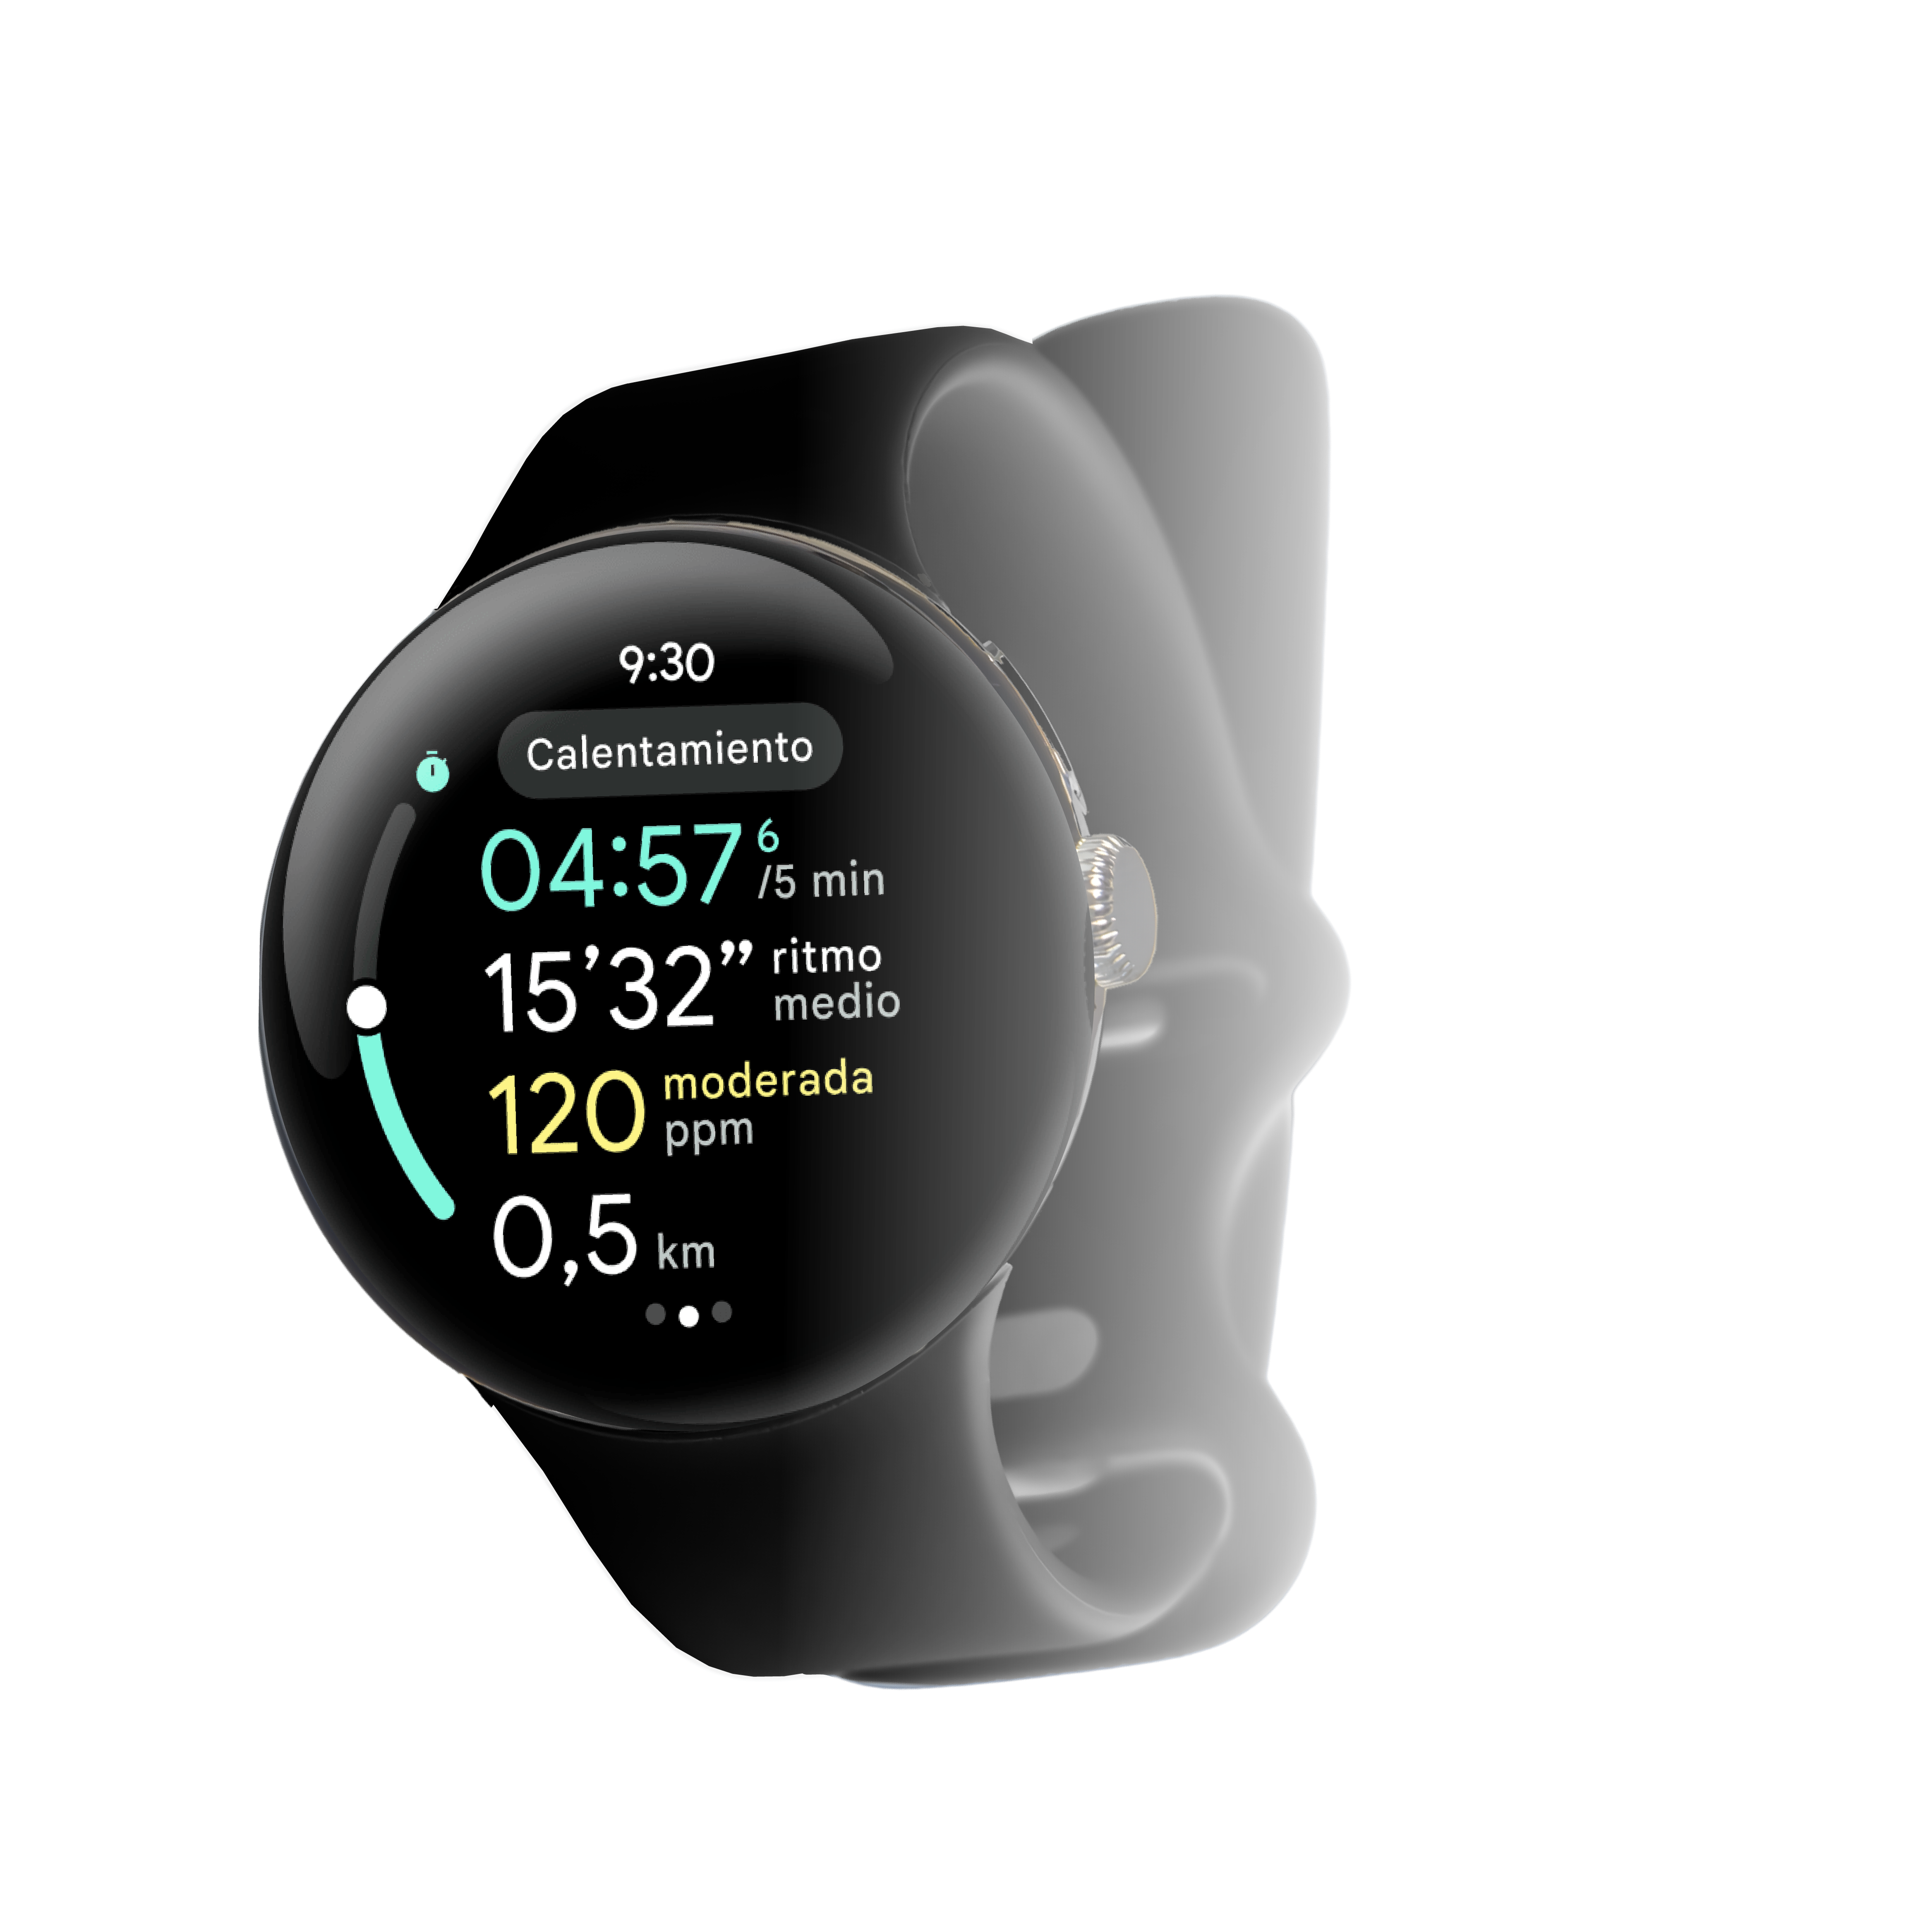 9:30
Calentamiento
04:57 6
/5 min
15’32” ritmo
medio
120 moderada
ppm
0,5 km